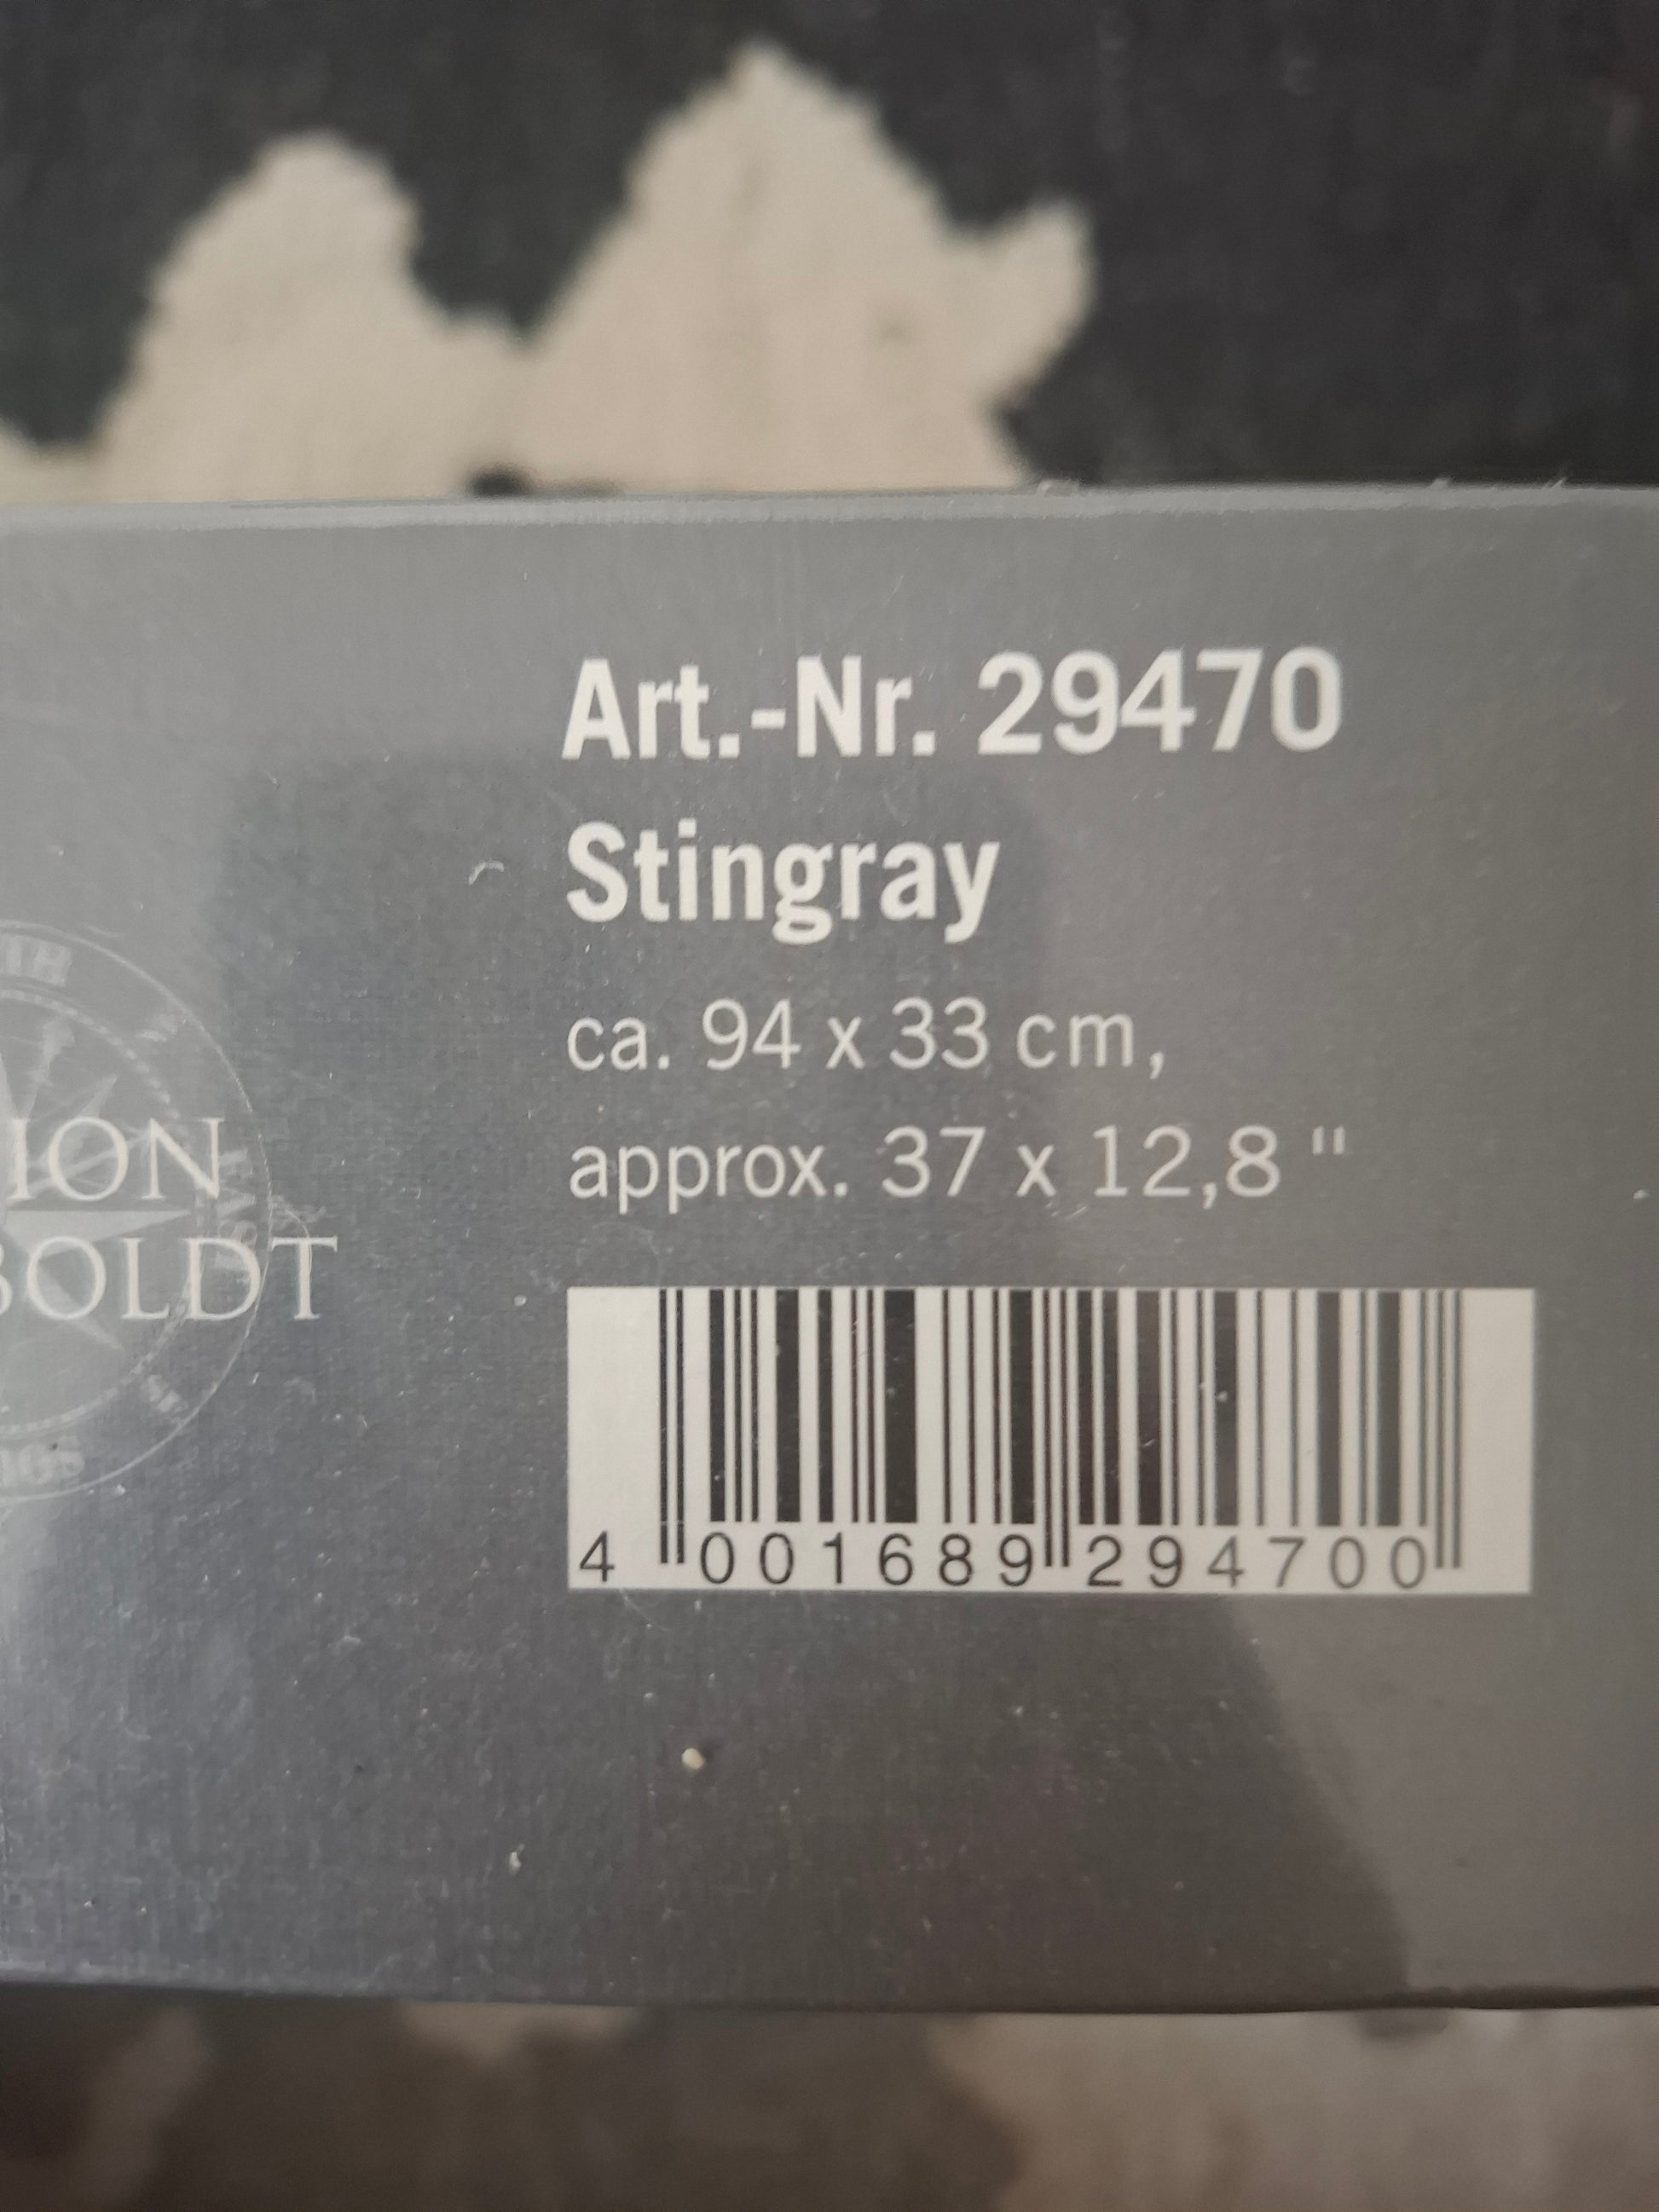 Art.-Nr. 29470
Stingray
ca. 94 x 33 cm,
approx. 37 x 12,8 "
ION
BOLDT
4 001689 294700